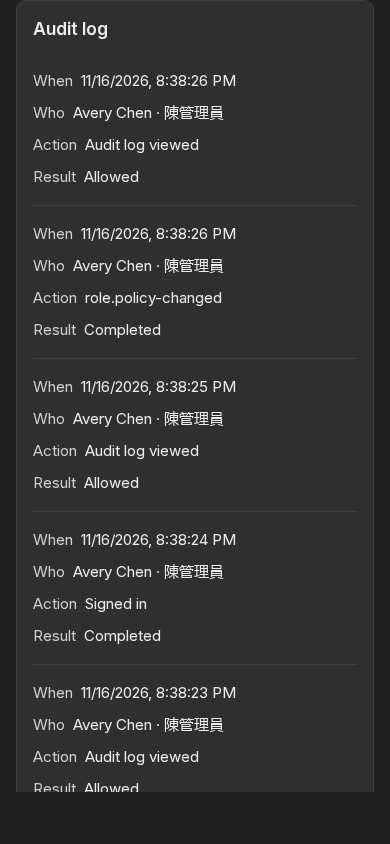 Audit log
When 11/16/2026, 8:38:26 PM
Who Avery Chen · 陳管理員
Action Audit log viewed
Result Allowed
When 11/16/2026, 8:38:26 PM
Who Avery Chen · 陳管理員
Action role.policy-changed
Result Completed
When 11/16/2026, 8:38:25 PM
Who Avery Chen · 陳管理員
Action Audit log viewed
Result Allowed
When 11/16/2026, 8:38:24 PM
Who Avery Chen · 陳管理員
Action Signed in
Result Completed
When 11/16/2026, 8:38:23 PM
Who Avery Chen · 陳管理員
Action Audit log viewed
Result Allowed